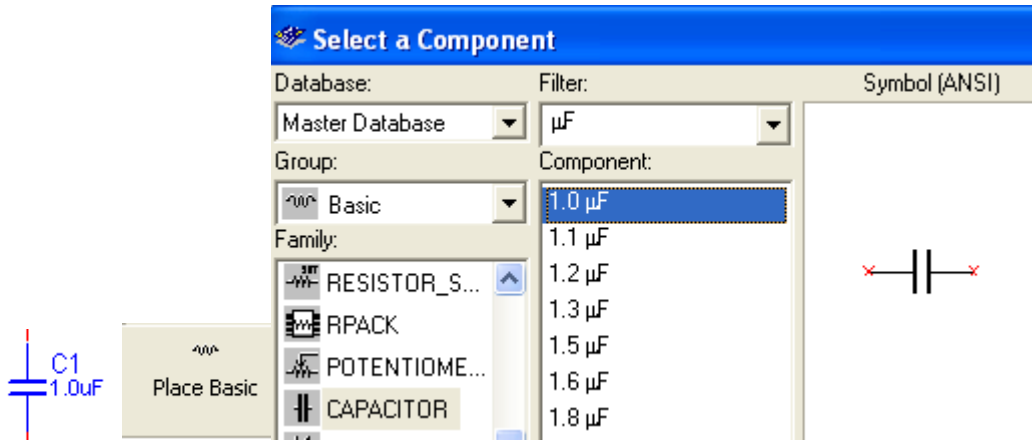 Select a Component
Database:
Filter:
Symbol (ANSI)
Master Database
µF
Group:
Component:
Basic
1.0 µF
Family:
1.1 µF
RESISTOR_S...
1.2 µF
1.3 µF
RPACK
1.5 µF
POTENTIOME...
1.6 µF
CAPACITOR
1.8 µF
C1
1.0uF
Place Basic